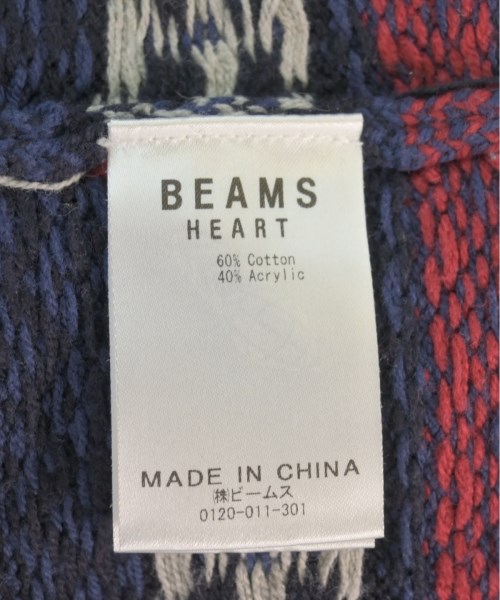 BEAMS
HEART
60% Cotton
40% Acrylic
MADE IN CHINA
㈱ビームス
0120-011-301